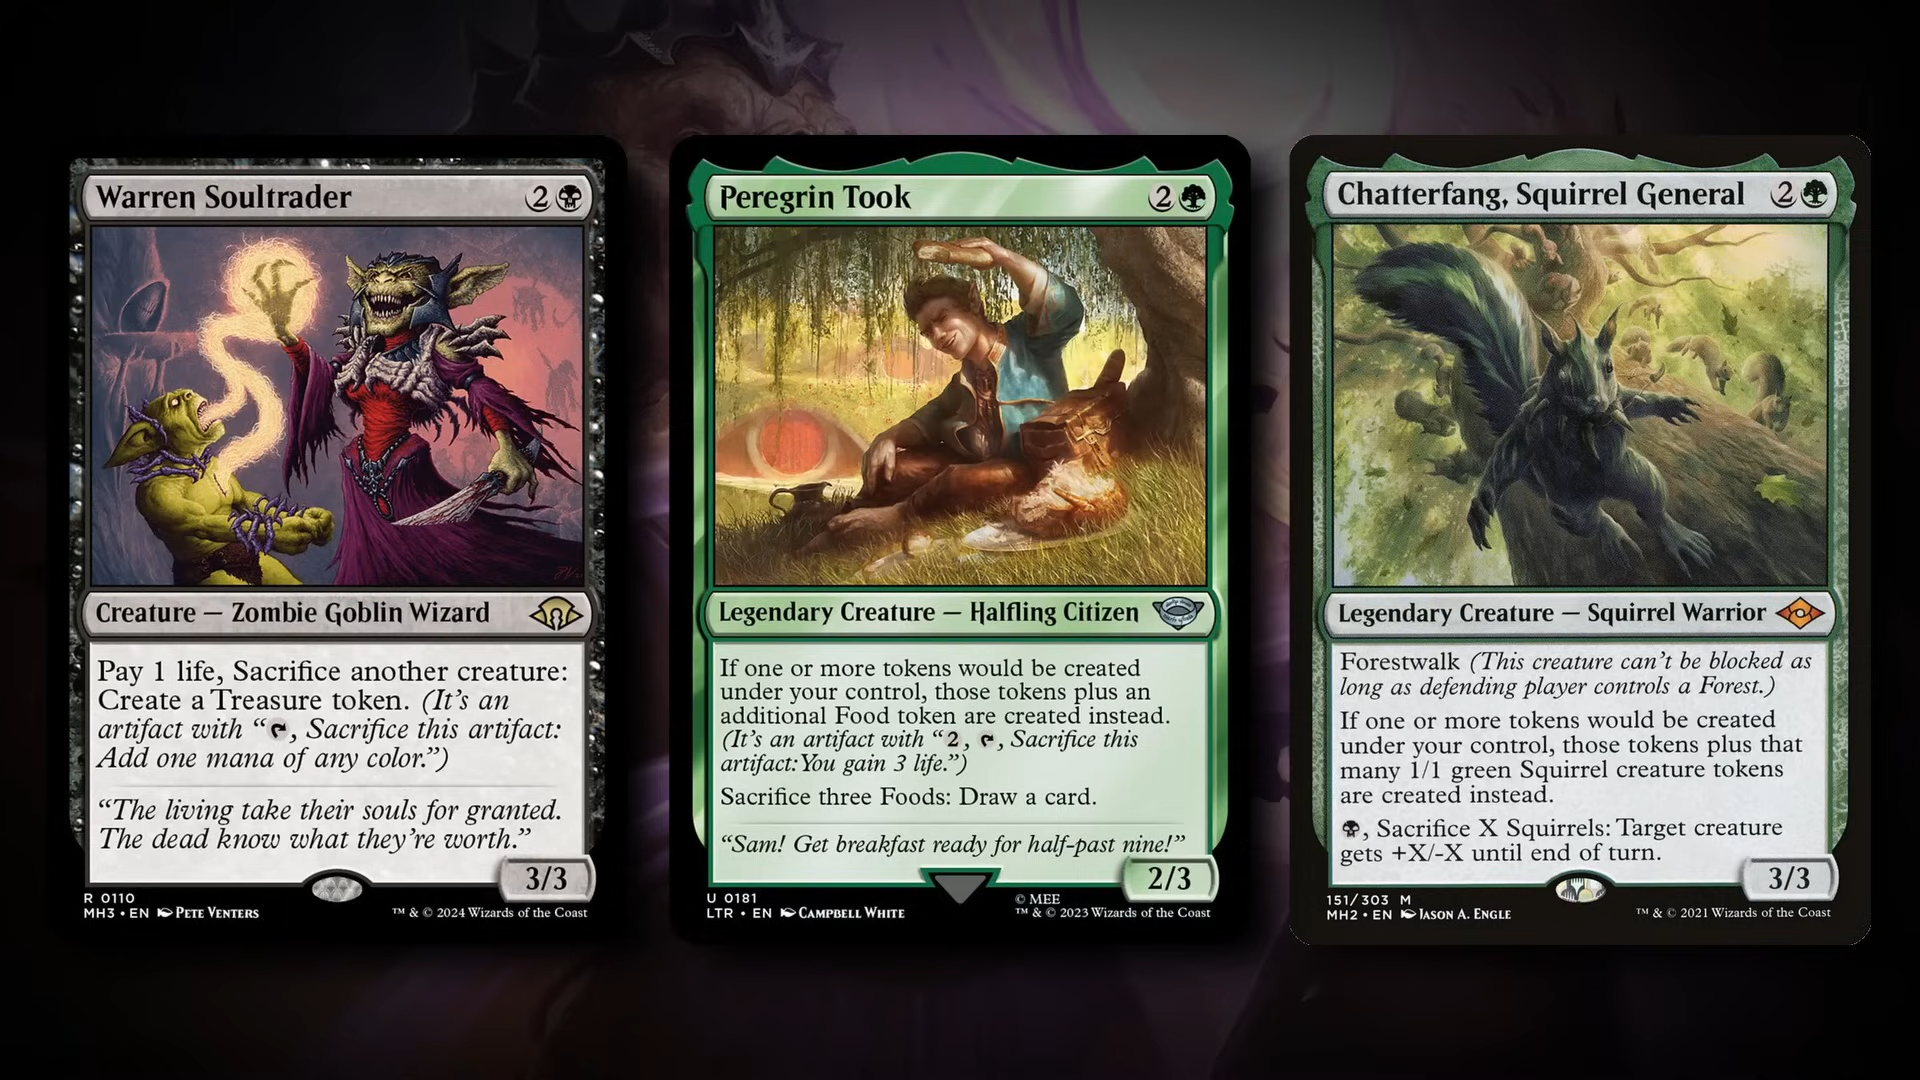 Warren Soultrader 2
Creature — Zombie Goblin Wizard
Pay 1 life, Sacrifice another creature:
Create a Treasure token. (It's an
artifact with “, Sacrifice this artifact:
Add one mana of any color.”)
“The living take their souls for granted.
The dead know what they're worth.”
3/3
R 0110
MH3 • EN PETE VENTERS
™ & © 2024 Wizards of the Coast
Peregrin Took 2
Legendary Creature — Halfling Citizen
If one or more tokens would be created
under your control, those tokens plus an
additional Food token are created instead.
(It's an artifact with “2, , Sacrifice this
artifact: You gain 3 life.”)
Sacrifice three Foods: Draw a card.
“Sam! Get breakfast ready for half-past nine!”
2/3
U 0181
LTR • EN CAMPBELL WHITE
© MEE
™ & © 2023 Wizards of the Coast
Chatterfang, Squirrel General 2
Legendary Creature — Squirrel Warrior
Forestwalk (This creature can't be blocked as
long as defending player controls a Forest.)
If one or more tokens would be created
under your control, those tokens plus that
many 1/1 green Squirrel creature tokens
are created instead.
, Sacrifice X Squirrels: Target creature
gets +X/-X until end of turn.
3/3
151/303 M
MH2 • EN JASON A. ENGLE
™ & © 2021 Wizards of the Coast